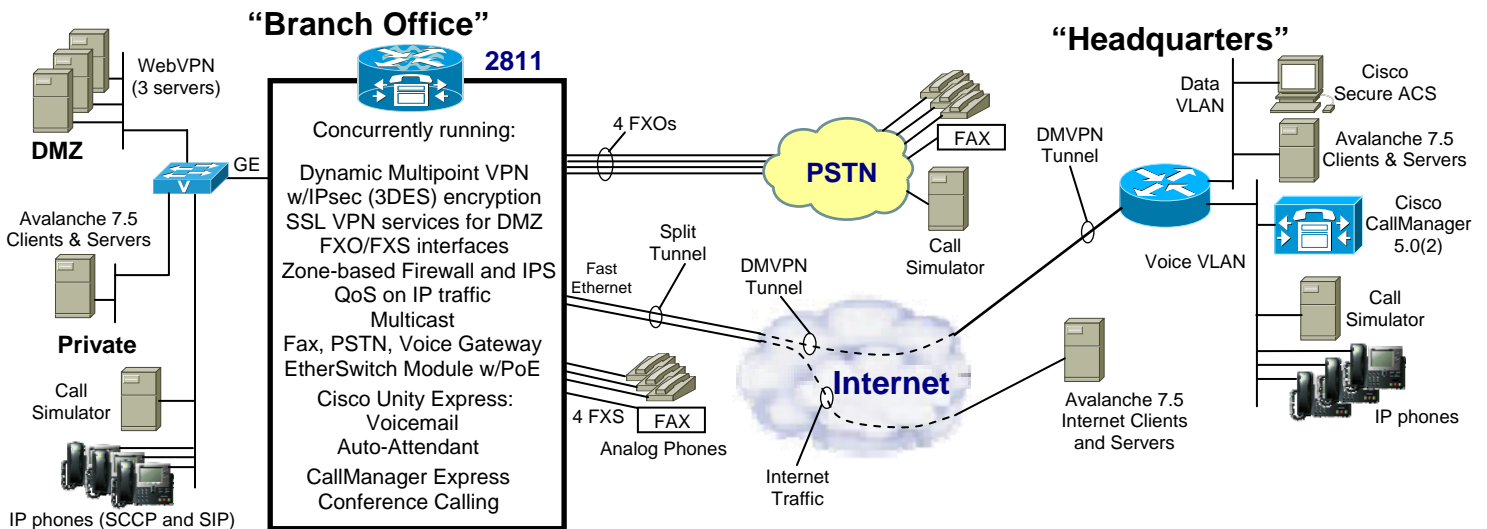 “Branch Office”
2811
Concurrently running:
Dynamic Multipoint VPN
w/IPsec (3DES) encryption
SSL VPN services for DMZ
FXO/FXS interfaces
Zone-based Firewall and IPS
QoS on IP traffic
Multicast
Fax, PSTN, Voice Gateway
EtherSwitch Module w/PoE
Cisco Unity Express:
Voicemail
Auto-Attendant
CallManager Express
Conference Calling
WebVPN
(3 servers)
DMZ
V
GE
Avalanche 7.5
Clients & Servers
Private
Call
Simulator
IP phones (SCCP and SIP)
4 FXOs
PSTN
FAX
Call
Simulator
Fast
Ethernet
Split
Tunnel
DMVPN
Tunnel
Internet
Internet
Traffic
4 FXS
FAX
Analog Phones
Avalanche 7.5
Internet Clients
and Servers
“Headquarters”
DMVPN
Tunnel
Data
VLAN
Cisco
Secure ACS
Avalanche 7.5
Clients & Servers
Cisco
CallManager
5.0(2)
Voice VLAN
Call
Simulator
IP phones